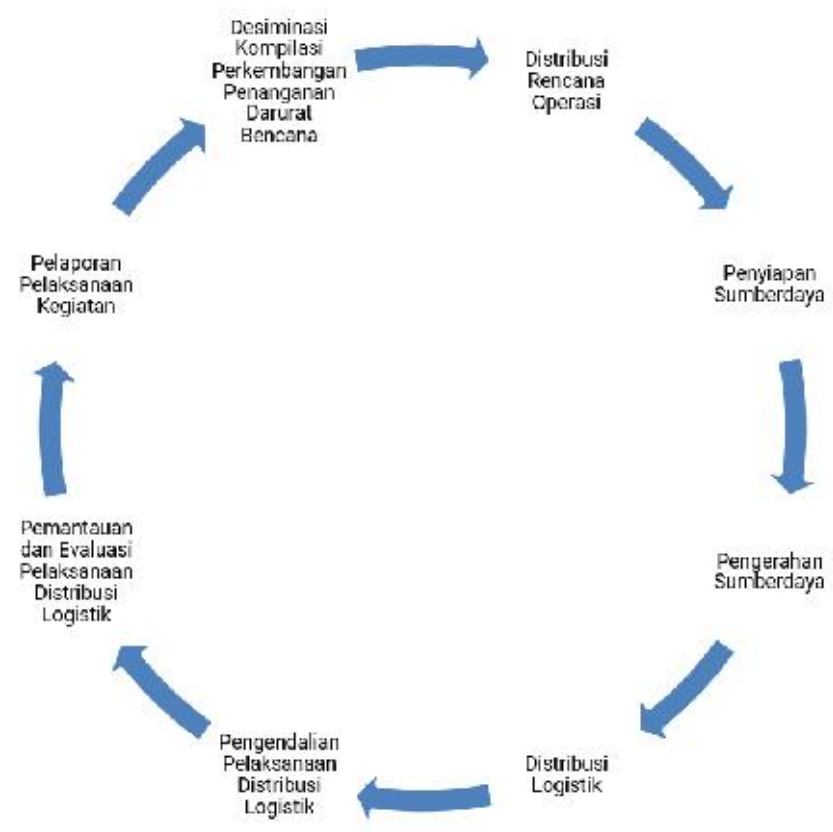 Desiminasi
Kompilasi
Perkembangan
Penanganan
Darurat
Bencana
Distribusi
Rencana
Operasi
Penyiapan
Sumberdaya
Pengerahan
Sumberdaya
Distribusi
Logistik
Pengendalian
Pelaksanaan
Distribusi
Logistik
Pemantauan
dan Evaluasi
Pelaksanaan
Distribusi
Logistik
Pelaporan
Pelaksanaan
Kegiatan